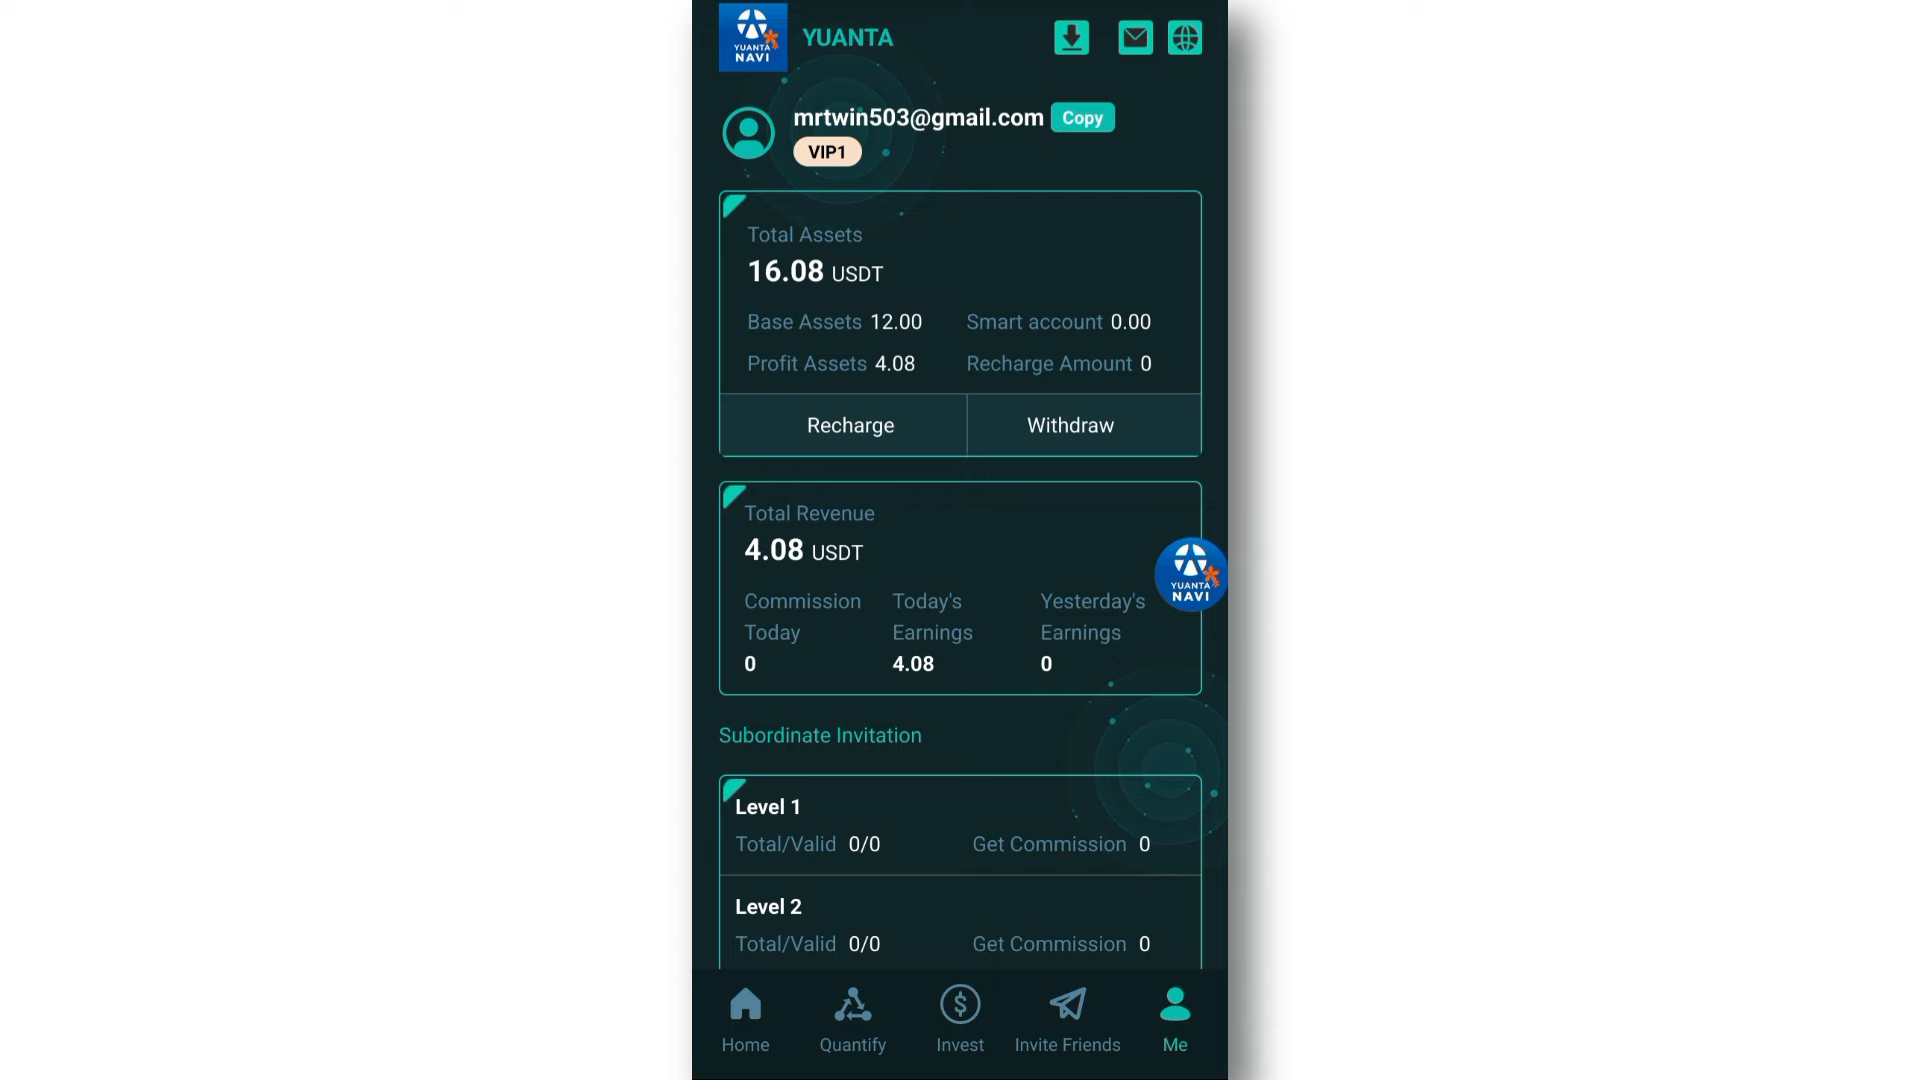 YUANTA
NAVI
YUANTA
mrtwin503@gmail.com Copy
VIP1
Total Assets
16.08 USDT
Base Assets 12.00 Smart account 0.00
Profit Assets 4.08 Recharge Amount 0
Recharge Withdraw
Total Revenue
4.08 USDT
YUANTA
NAVI
Commission Today's Yesterday's
Today Earnings Earnings
0 4.08 0
Subordinate Invitation
Level 1
Total/Valid 0/0 Get Commission 0
Level 2
Total/Valid 0/0 Get Commission 0
Home Quantify Invest Invite Friends Me